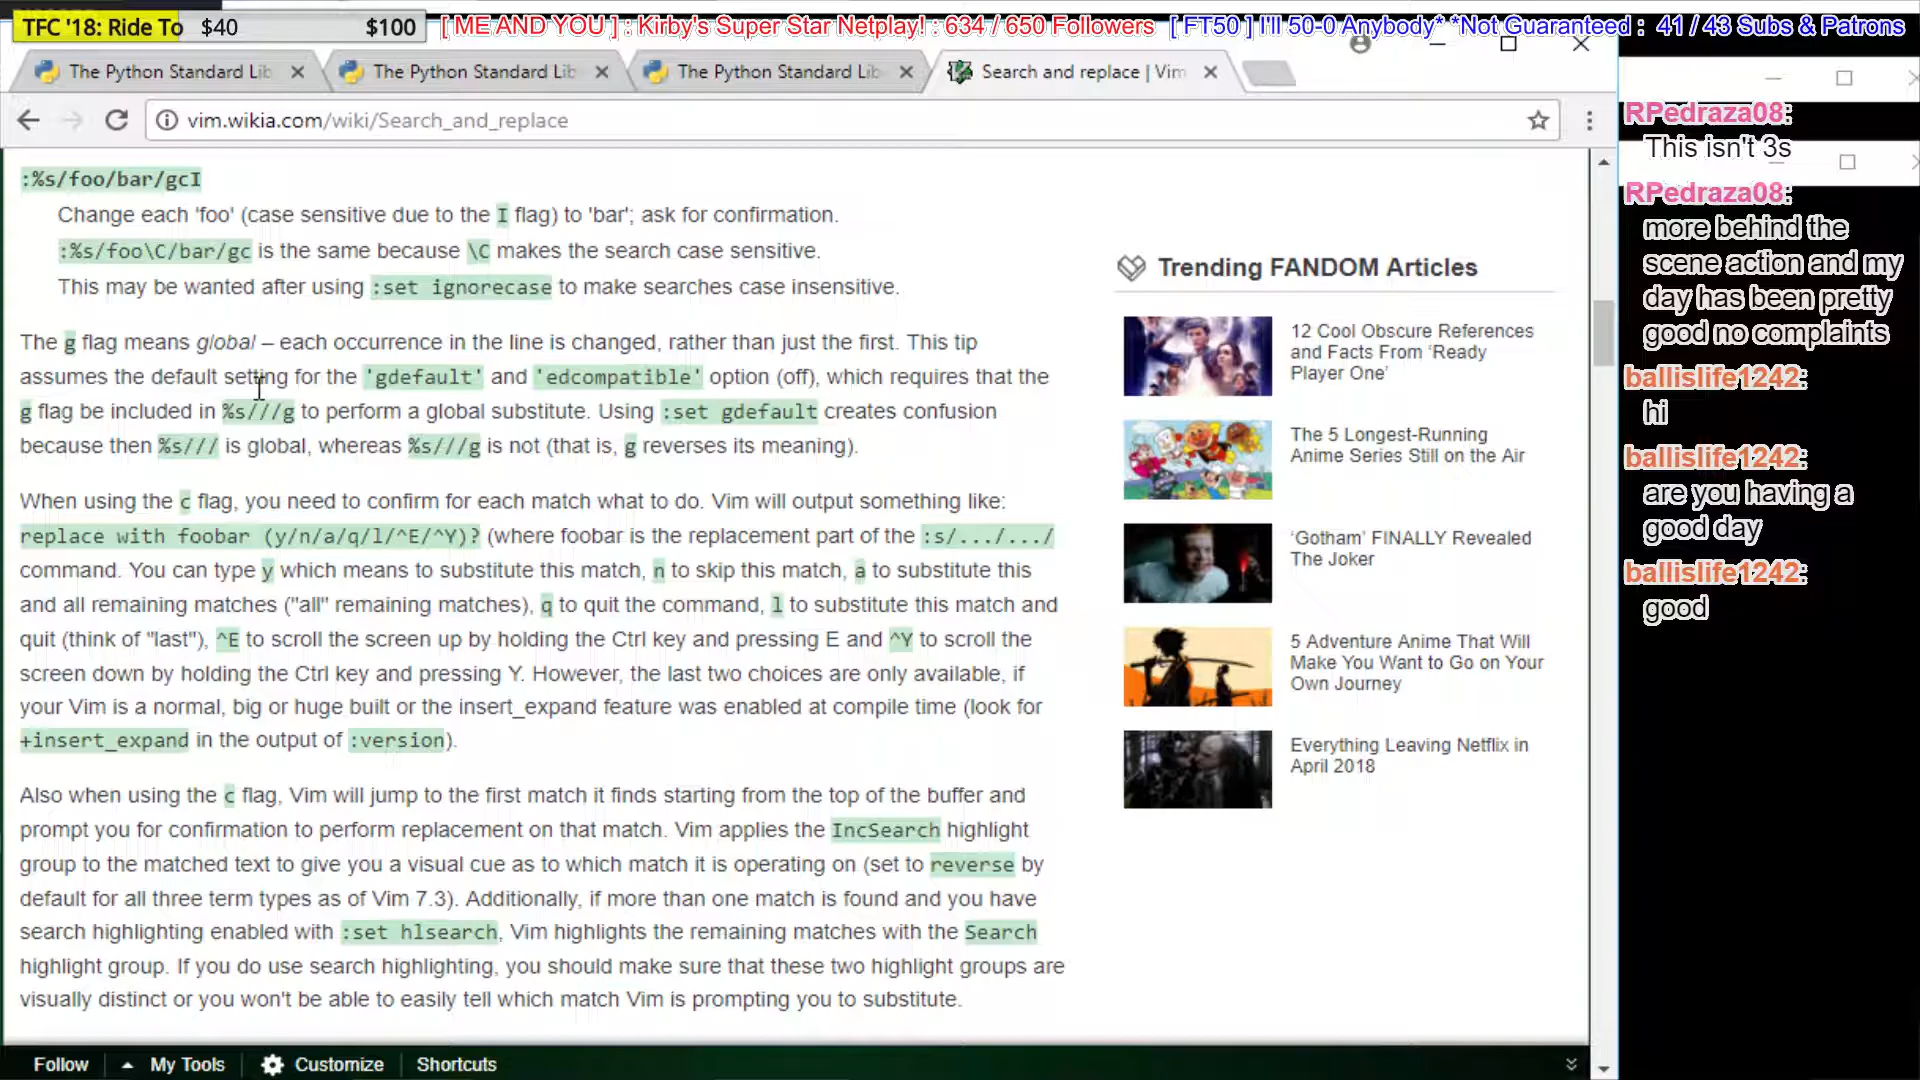 TFC '18: Ride To $40 $100
[ ME AND YOU ] : Kirby's Super Star Netplay! : 634 / 650 Followers [ FT50 ] I'll 50-0 Anybody* *Not Guaranteed : 41 / 43 Subs & Patrons
The Python Standard Lib The Python Standard Lib The Python Standard Lib Search and replace | Vim
vim.wikia.com/wiki/Search_and_replace
:%s/foo/bar/gcI
Change each 'foo' (case sensitive due to the I flag) to 'bar'; ask for confirmation.
:%s/foo\C/bar/gc is the same because \C makes the search case sensitive.
This may be wanted after using :set ignorecase to make searches case insensitive.
The g flag means global – each occurrence in the line is changed, rather than just the first. This tip
assumes the default setting for the 'gdefault' and 'edcompatible' option (off), which requires that the
g flag be included in %s///g to perform a global substitute. Using :set gdefault creates confusion
because then %s/// is global, whereas %s///g is not (that is, g reverses its meaning).
When using the c flag, you need to confirm for each match what to do. Vim will output something like:
replace with foobar (y/n/a/q/l/^E/^Y)? (where foobar is the replacement part of the :s/.../.../
command. You can type y which means to substitute this match, n to skip this match, a to substitute this
and all remaining matches ("all" remaining matches), q to quit the command, l to substitute this match and
quit (think of "last"), ^E to scroll the screen up by holding the Ctrl key and pressing E and ^Y to scroll the
screen down by holding the Ctrl key and pressing Y. However, the last two choices are only available, if
your Vim is a normal, big or huge built or the insert_expand feature was enabled at compile time (look for
+insert_expand in the output of :version).
Also when using the c flag, Vim will jump to the first match it finds starting from the top of the buffer and
prompt you for confirmation to perform replacement on that match. Vim applies the IncSearch highlight
group to the matched text to give you a visual cue as to which match it is operating on (set to reverse by
default for all three term types as of Vim 7.3). Additionally, if more than one match is found and you have
search highlighting enabled with :set hlsearch, Vim highlights the remaining matches with the Search
highlight group. If you do use search highlighting, you should make sure that these two highlight groups are
visually distinct or you won't be able to easily tell which match Vim is prompting you to substitute.
Trending FANDOM Articles
12 Cool Obscure References
and Facts From ‘Ready
Player One’
The 5 Longest-Running
Anime Series Still on the Air
‘Gotham’ FINALLY Revealed
The Joker
5 Adventure Anime That Will
Make You Want to Go on Your
Own Journey
Everything Leaving Netflix in
April 2018
Follow My Tools Customize Shortcuts
RPedraza08:
This isn't 3s
RPedraza08:
more behind the
scene action and my
day has been pretty
good no complaints
ballislife1242:
hi
ballislife1242:
are you having a
good day
ballislife1242:
good